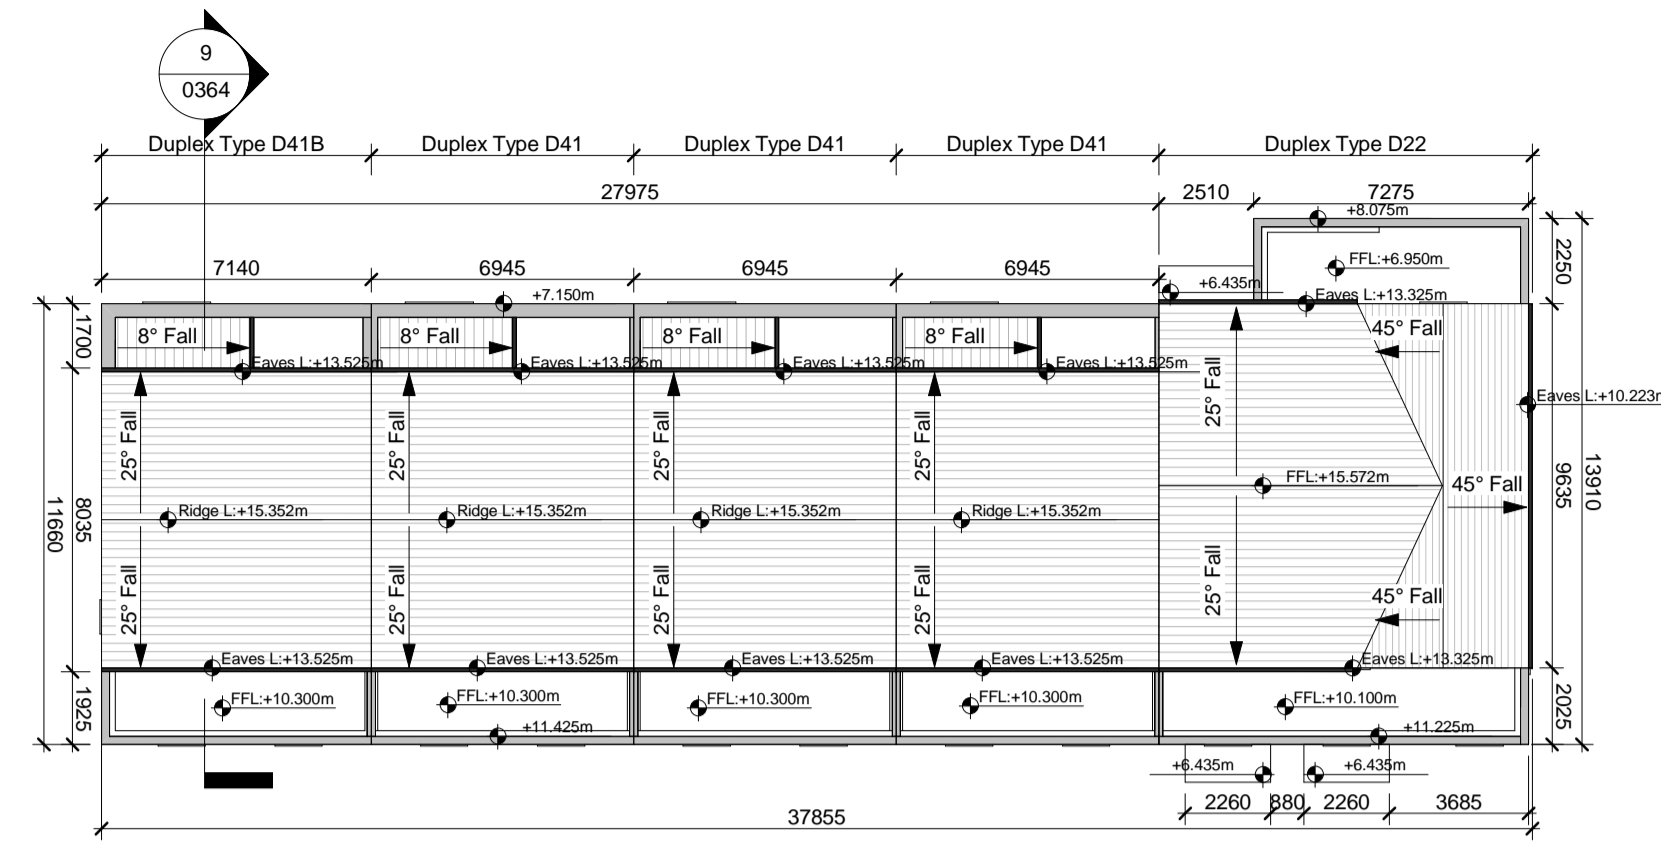 9
0364
Duplex Type D41B
Duplex Type D41
Duplex Type D41
Duplex Type D41
Duplex Type D22
27975
2510
7275
+8.075m
7140
6945
6945
6945
FFL:+6.950m
2250
+7.150m
+6.435m
Eaves L:+13.325m
1700
8° Fall
8° Fall
8° Fall
8° Fall
45° Fall
Eaves L:+13.525m
Eaves L:+13.525m
Eaves L:+13.525m
Eaves L:+13.525m
25° Fall
25° Fall
25° Fall
25° Fall
25° Fall
Eaves L:+10.223m
11660
8035
Ridge L:+15.352m
Ridge L:+15.352m
Ridge L:+15.352m
Ridge L:+15.352m
FFL:+15.572m
45° Fall
9635
13910
25° Fall
25° Fall
25° Fall
25° Fall
25° Fall
45° Fall
Eaves L:+13.525m
Eaves L:+13.525m
Eaves L:+13.525m
Eaves L:+13.525m
Eaves L:+13.325m
1925
FFL:+10.300m
FFL:+10.300m
FFL:+10.300m
FFL:+10.300m
FFL:+10.100m
2025
+11.425m
+11.225m
+6.435m
+6.435m
2260
880
2260
3685
37855